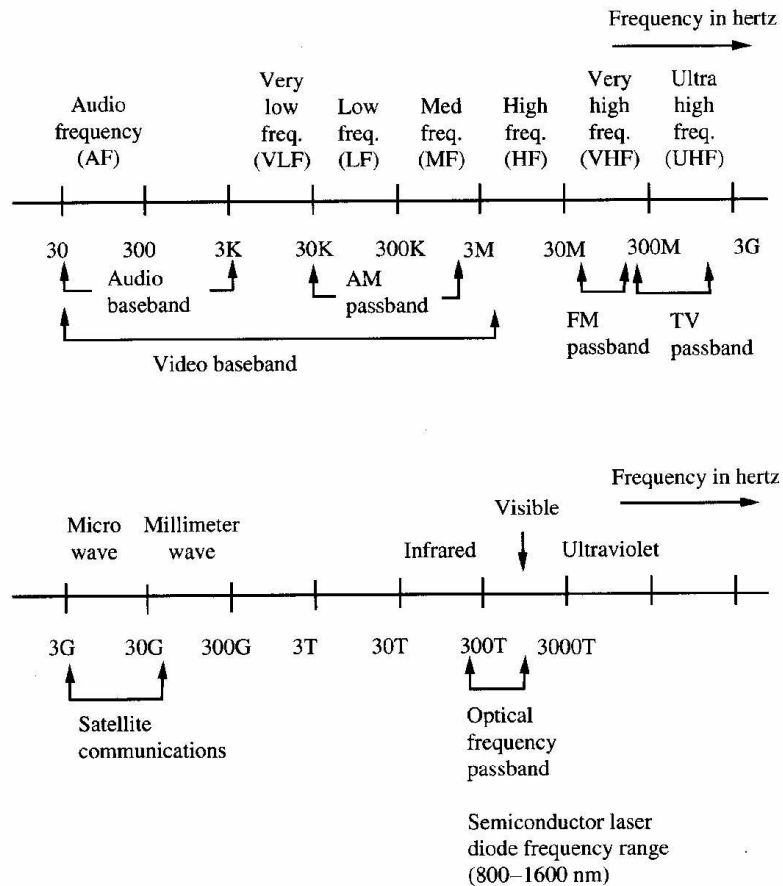 Frequency in hertz
Audio
frequency
(AF)
Very
low
freq.
(VLF)
Low
freq.
(LF)
Med
freq.
(MF)
High
freq.
(HF)
Very
high
freq.
(VHF)
Ultra
high
freq.
(UHF)
30 300 3K 30K 300K 3M 30M 300M 3G
Audio
baseband
AM
passband
FM
passband
TV
passband
Video baseband
Frequency in hertz
Micro
wave
Millimeter
wave
Infrared
Visible
Ultraviolet
3G 30G 300G 3T 30T 300T 3000T
Satellite
communications
Optical
frequency
passband
Semiconductor laser
diode frequency range
(800–1600 nm)